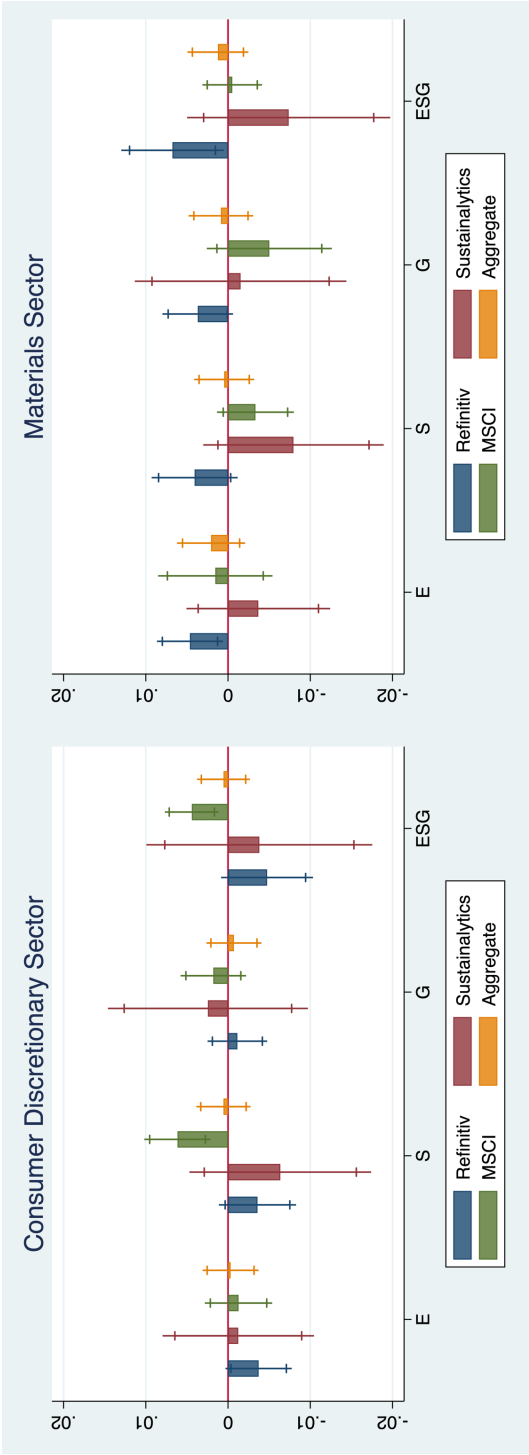 Consumer Discretionary Sector
.02
.01
0
-.01
-.02
E
S
G
ESG
Refinitiv
Sustainalytics
MSCI
Aggregate
Materials Sector
.02
.01
0
-.01
-.02
E
S
G
ESG
Refinitiv
Sustainalytics
MSCI
Aggregate